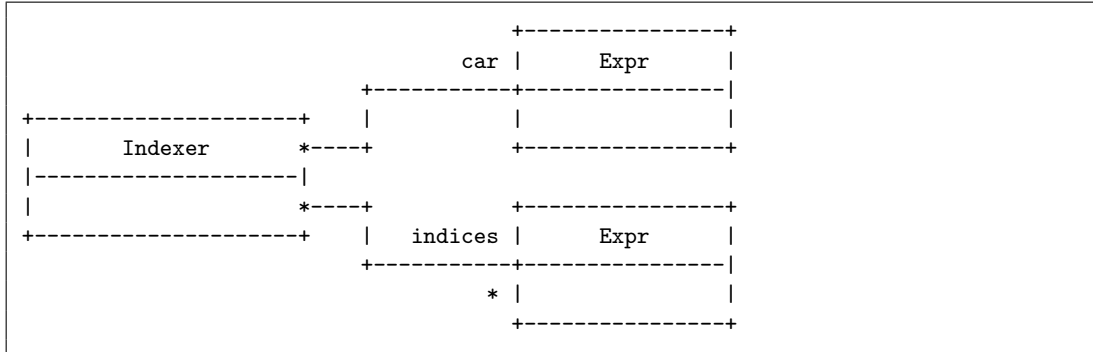 +----------------+
                                   car |      Expr      |
                           +-----------+----------------|
+---------------------+    |           |                |
|       Indexer       *----+           +----------------+
|---------------------|
|                     *----+           +----------------+
+---------------------+    |   indices |      Expr      |
                           +-----------+----------------|
                                     * |                |
                                       +----------------+